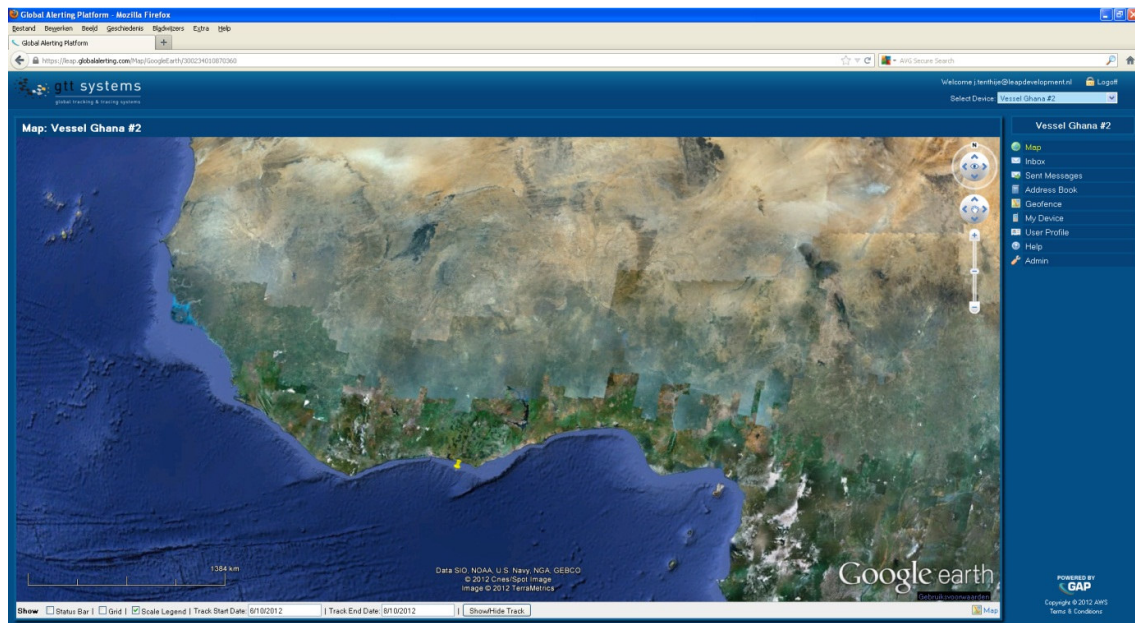 Global Alerting Platform - Mozilla Firefox
Bestand Bewerken Beeld Geschiedenis Bladwijzers Extra Help
Global Alerting Platform +
https://leap.globalalerting.com/Map/GoogleEarth/300234010870360
AVG Secure Search
gtt systems
global tracking & tracing systems
Welcome j.tenthije@leapdevelopment.nl Logoff
Select Device: Vessel Ghana #2
Map: Vessel Ghana #2
Vessel Ghana #2
Map
Inbox
Sent Messages
Address Book
Geofence
My Device
User Profile
Help
Admin
N
1384 km
Data SIO, NOAA, U.S. Navy, NGA, GEBCO
© 2012 Cnes/Spot Image
Image © 2012 TerraMetrics
Google earth
Gebruiksvoorwaarden
Show Status Bar | Grid | Scale Legend | Track Start Date: 6/10/2012 | Track End Date: 8/10/2012 | Show/Hide Track
Map
POWERED BY
GAP
Copyright © 2012 AWS
Terms & Conditions